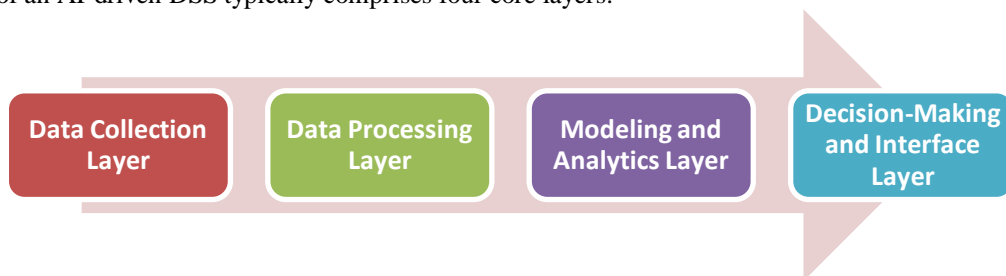 of an AI-driven DSS typically comprises four core layers:
Data Collection
Layer
Data Processing
Layer
Modeling and
Analytics Layer
Decision-Making
and Interface
Layer